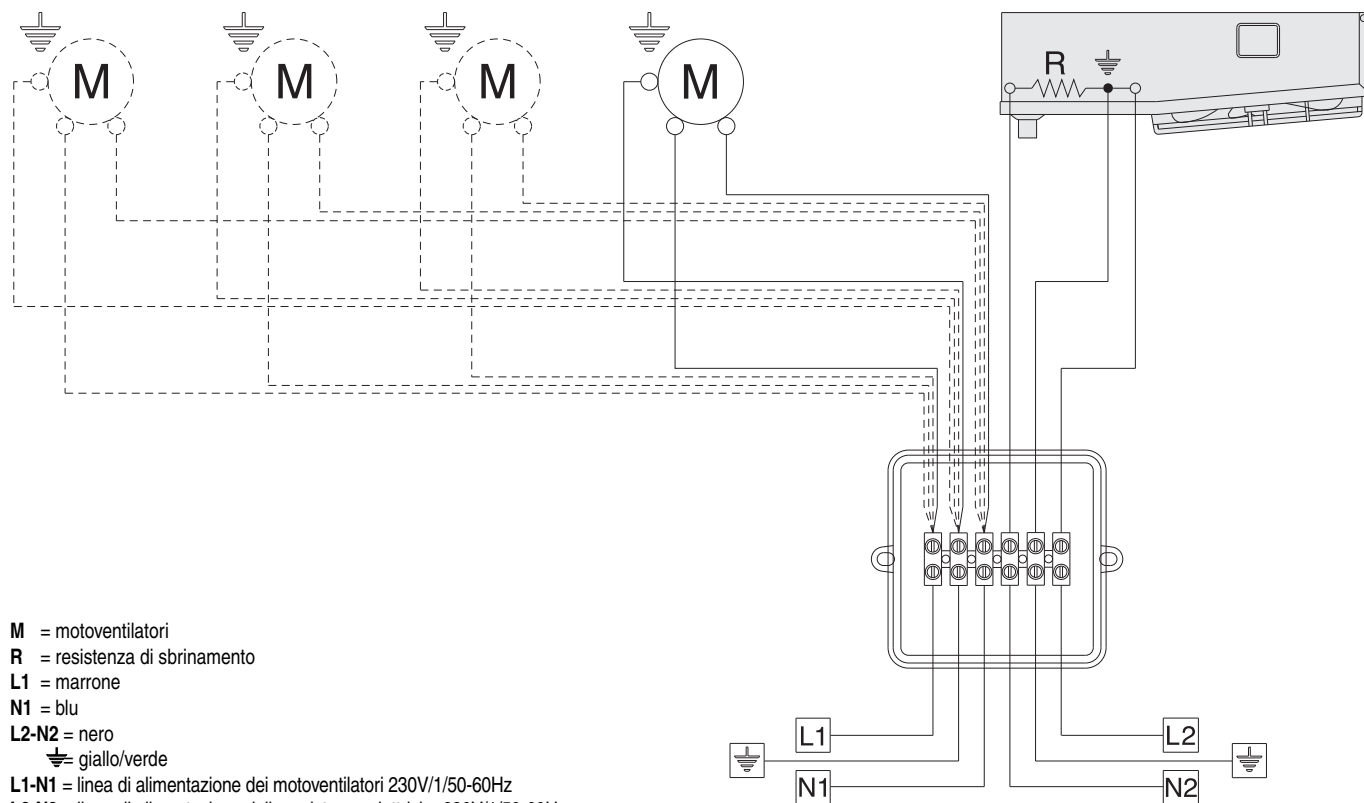 M M M M
R
L1
L2
N1
N2
M = motoventilatori
R = resistenza di sbrinamento
L1 = marrone
N1 = blu
L2-N2 = nero
= giallo/verde
L1-N1 = linea di alimentazione dei motoventilatori 230V/1/50-60Hz